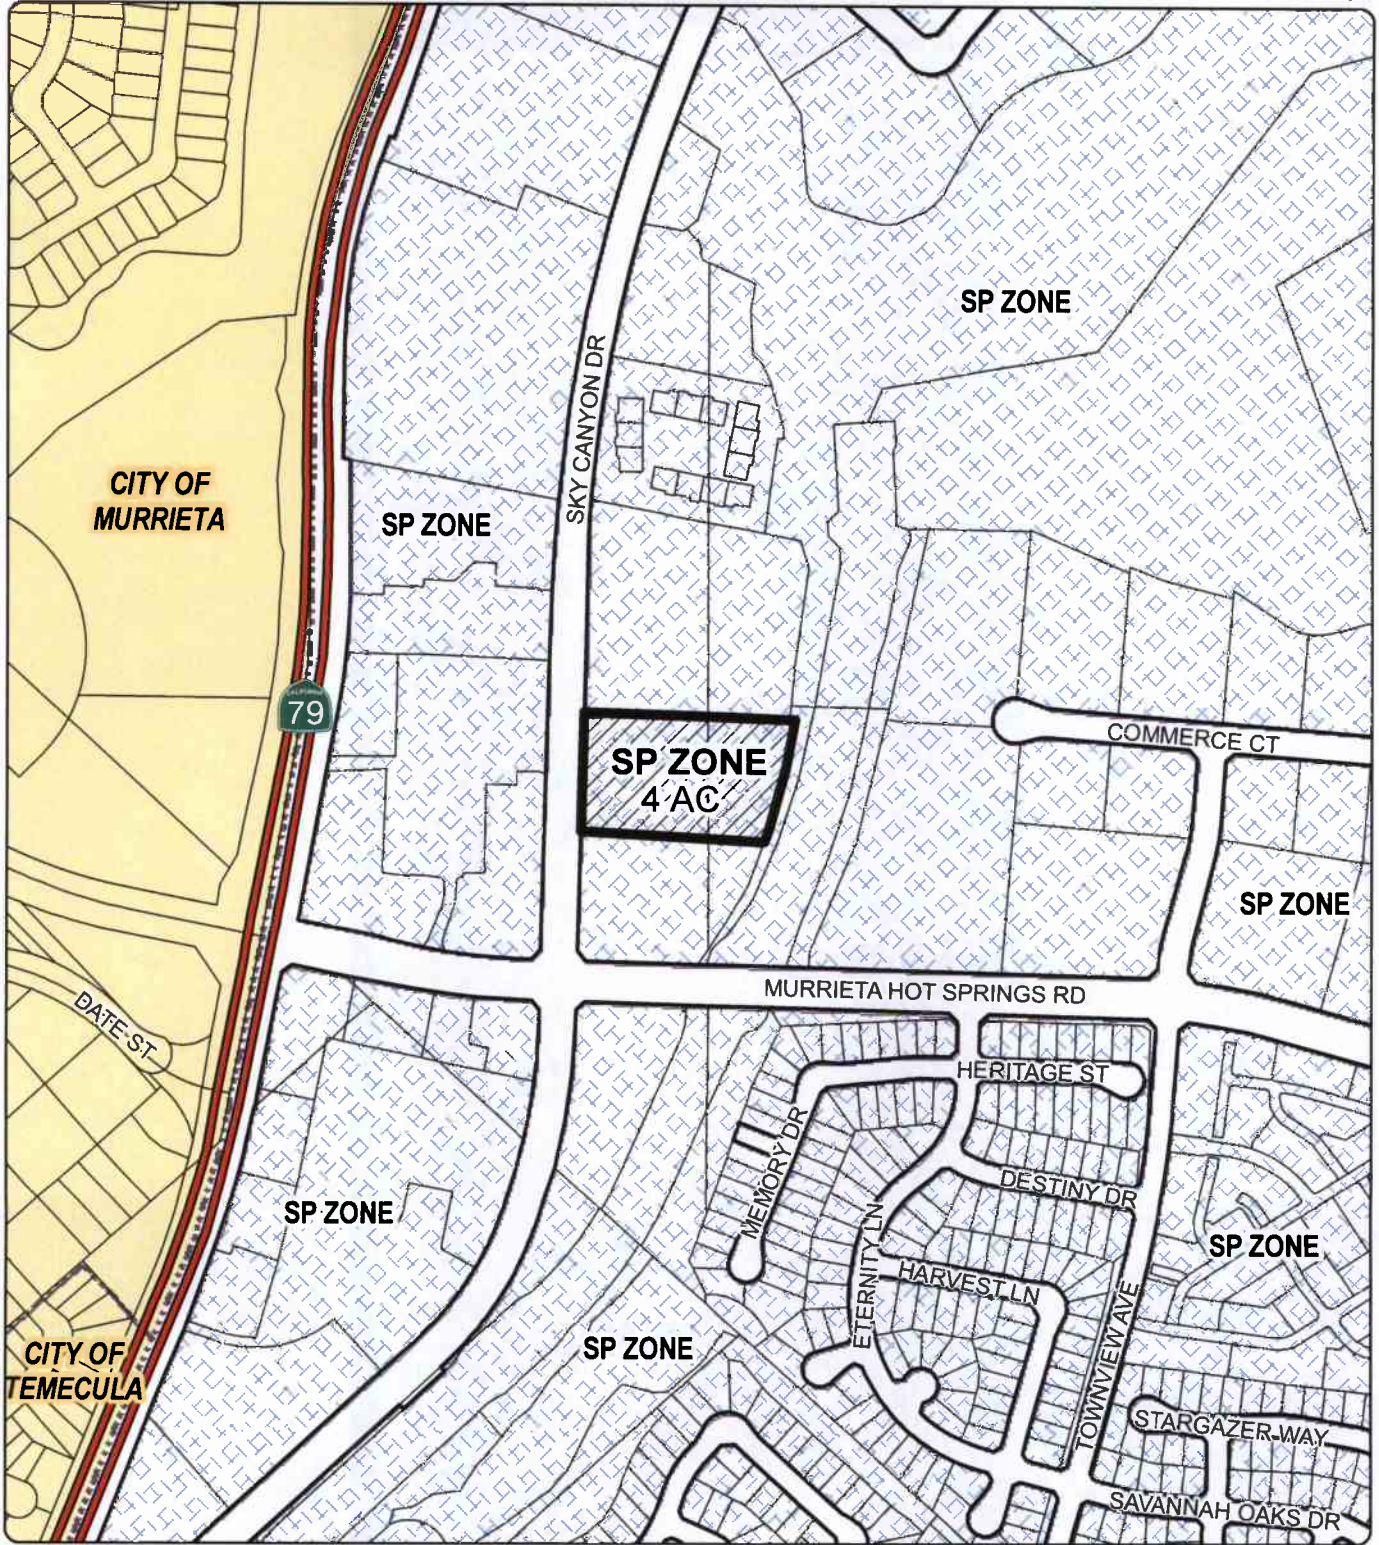 SP ZONE
SKY CANYON DR
CITY OF
MURRIETA
SP ZONE
CALIFORNIA
79
COMMERCE CT
SP ZONE
4 AC
SP ZONE
MURRIETA HOT SPRINGS RD
DATE ST
HERITAGE ST
MEMORY DR
DESTINY DR
SP ZONE
ETERNITY LN
SP ZONE
HARVEST LN
TOWNVIEW AVE
SP ZONE
CITY OF
TEMECULA
STARGAZER WAY
SAVANNAH OAKS DR